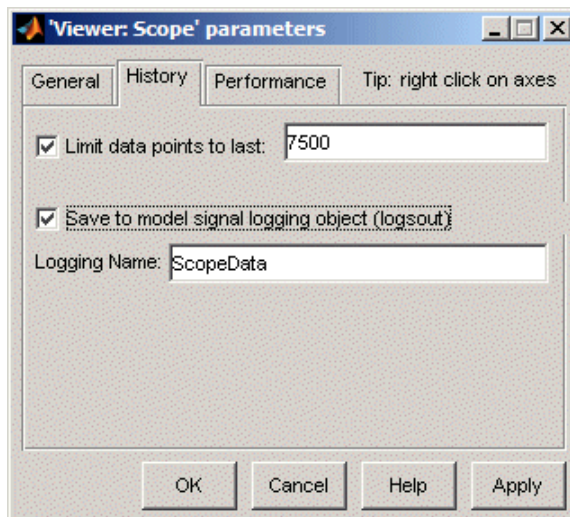 'Viewer: Scope' parameters
General History Performance Tip: right click on axes
Limit data points to last: 7500
Save to model signal logging object (logsout)
Logging Name: ScopeData
OK Cancel Help Apply